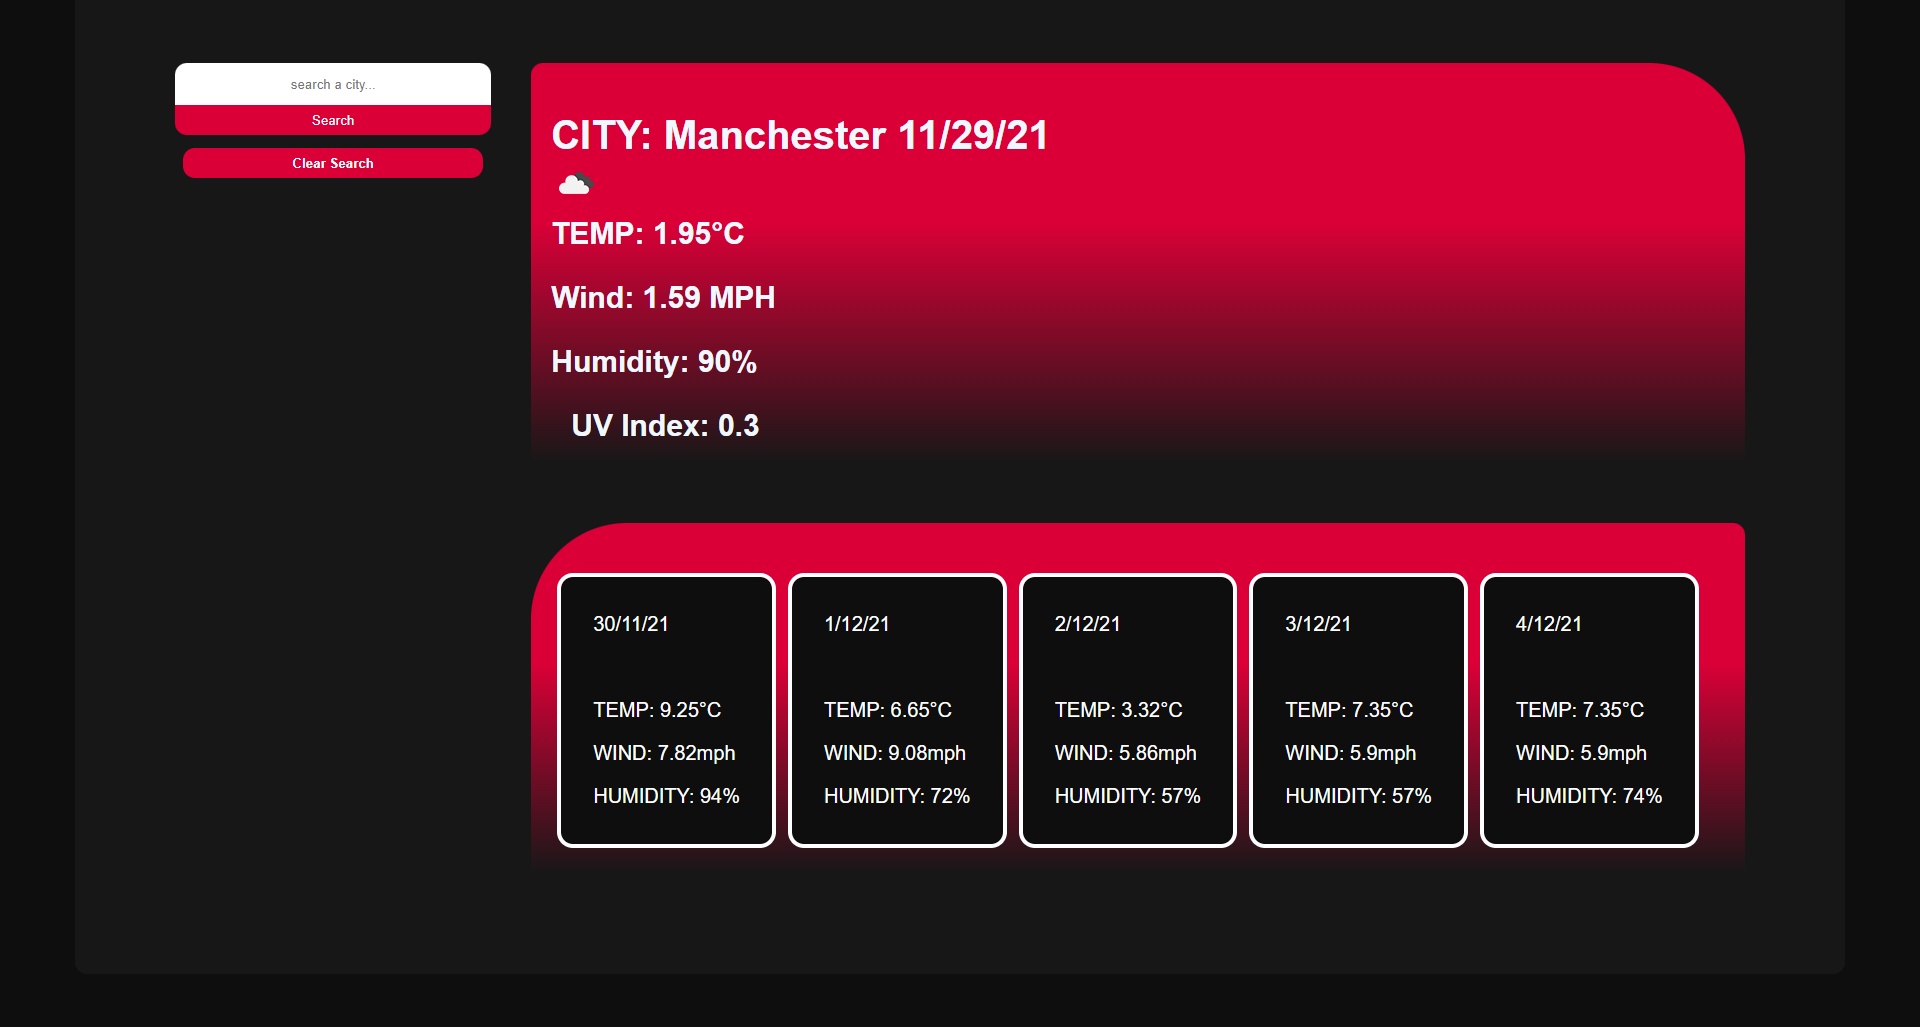 search a city...
Search
Clear Search
CITY: Manchester 11/29/21
TEMP: 1.95°C
Wind: 1.59 MPH
Humidity: 90%
UV Index: 0.3
30/11/21
TEMP: 9.25°C
WIND: 7.82mph
HUMIDITY: 94%
1/12/21
TEMP: 6.65°C
WIND: 9.08mph
HUMIDITY: 72%
2/12/21
TEMP: 3.32°C
WIND: 5.86mph
HUMIDITY: 57%
3/12/21
TEMP: 7.35°C
WIND: 5.9mph
HUMIDITY: 57%
4/12/21
TEMP: 7.35°C
WIND: 5.9mph
HUMIDITY: 74%